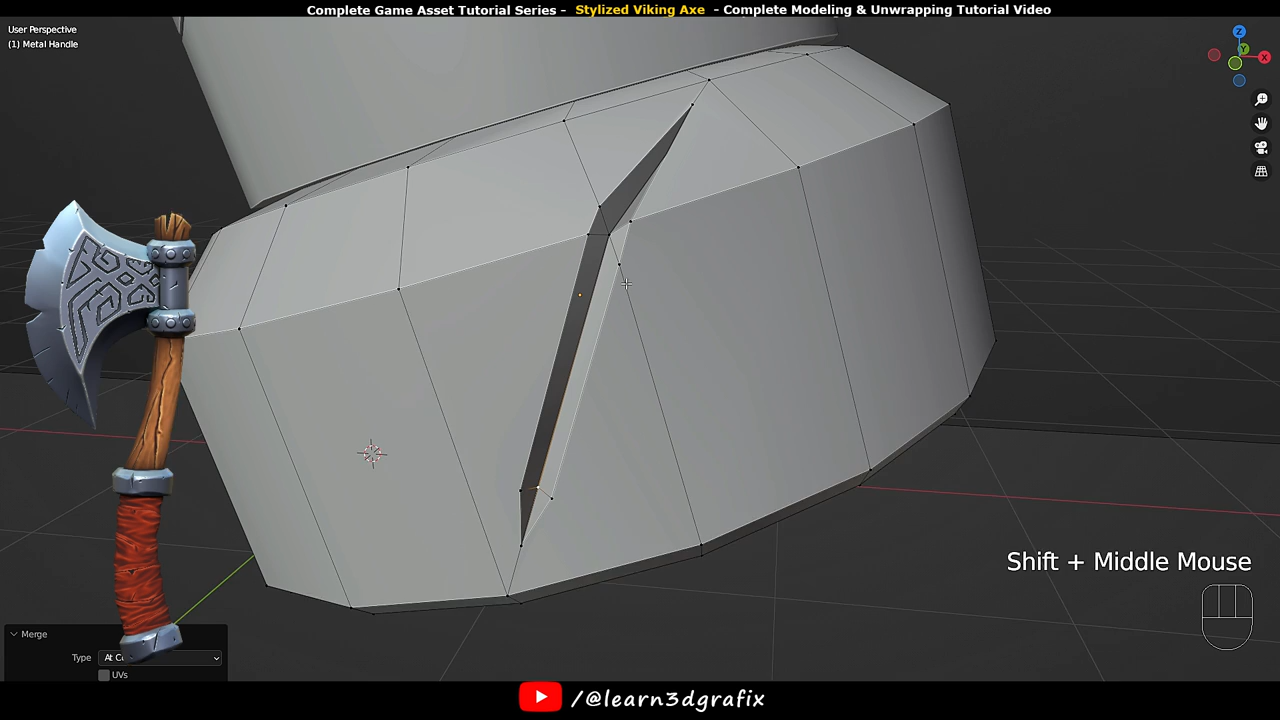 Complete Game Asset Tutorial Series - Stylized Viking Axe - Complete Modeling & Unwrapping Tutorial Video
User Perspective
(1) Metal Handle
Z
Y
X
Shift + Middle Mouse
Merge
Type
UVs
/@learn3dgrafix